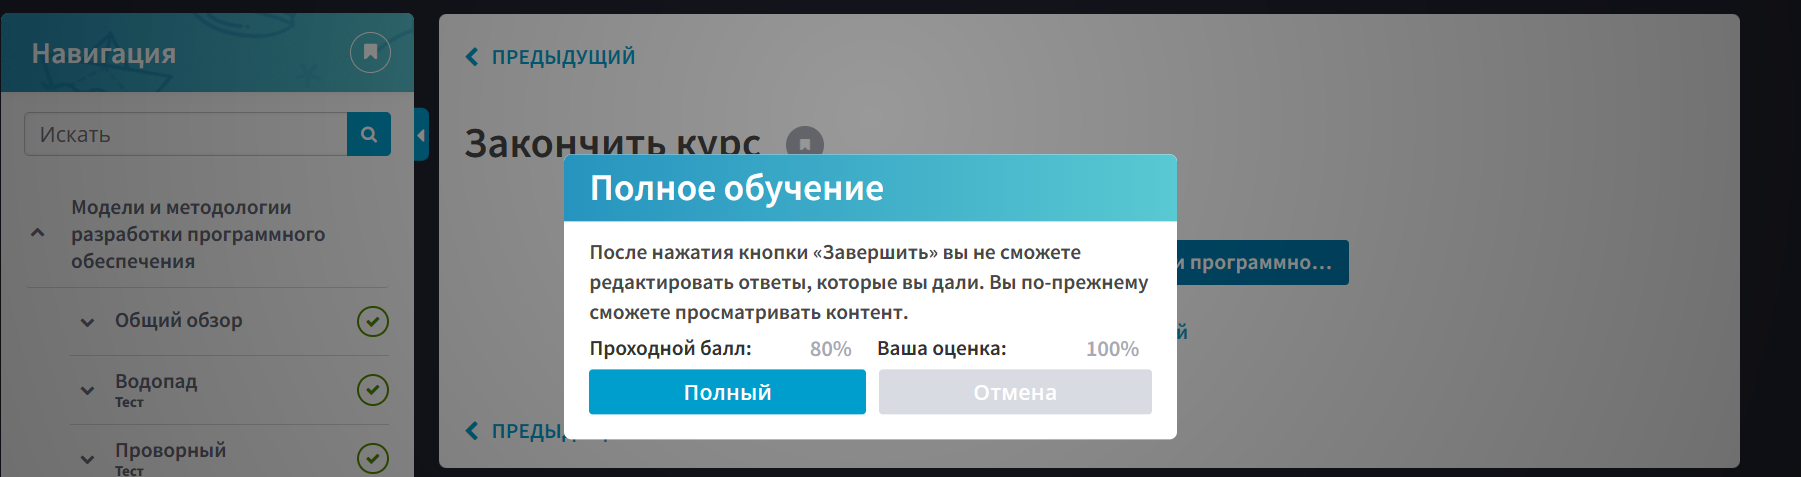 Навигация
Искать
Модели и методологии
разработки программного
обеспечения
Общий обзор
Водопад
Тест
Проворный
Тест
ПРЕДЫДУЩИЙ
Закончить курс
и программно...
й
Полное обучение
После нажатия кнопки «Завершить» вы не сможете
редактировать ответы, которые вы дали. Вы по-прежнему
сможете просматривать контент.
Проходной балл: 80% Ваша оценка: 100%
Полный Отмена